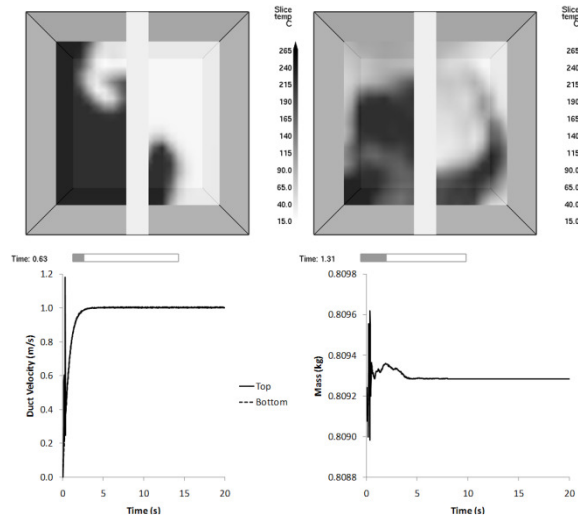 Slice
temp
C
265
240
215
190
165
140
115
90.0
65.0
40.0
15.0
Slice
temp
C
265
240
215
190
165
140
115
90.0
65.0
40.0
15.0
Time: 0.63
Time: 1.31
Duct Velocity (m/s)
1.2
1.0
0.8
0.6
0.4
0.2
0.0
0 5 10 15 20
Time (s)
Top
Bottom
Mass (kg)
0.8098
0.8096
0.8094
0.8092
0.8090
0.8088
0 5 10 15 20
Time (s)